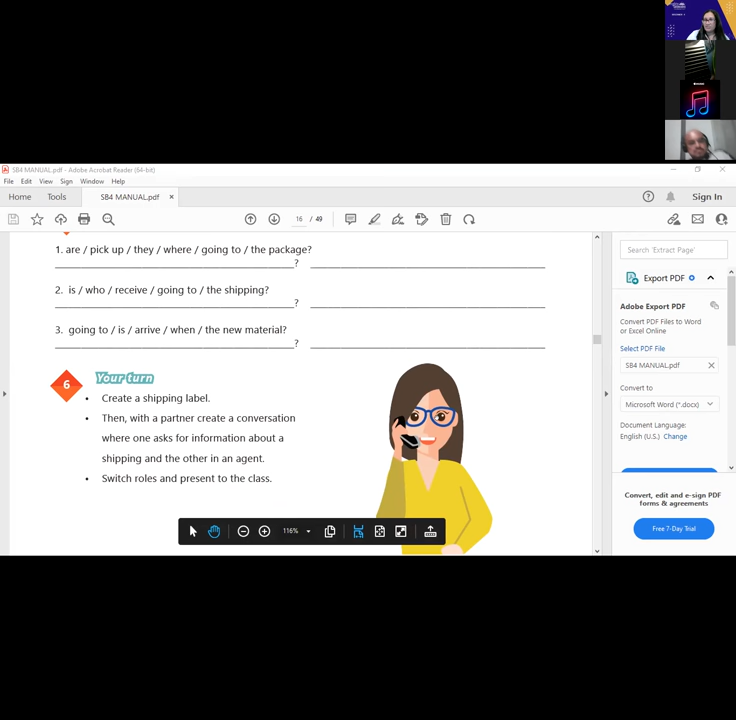 SB4 MANUAL.pdf - Adobe Acrobat Reader (64-bit)
File Edit View Sign Window Help
Home Tools SB4 MANUAL.pdf Sign In
16 / 49
1. are / pick up / they / where / going to / the package?
____________________? ____________________
2. is / who / receive / going to / the shipping?
____________________? ____________________
3. going to / is / arrive / when / the new material?
____________________? ____________________
6 Your turn
• Create a shipping label.
• Then, with a partner create a conversation
where one asks for information about a
shipping and the other in an agent.
• Switch roles and present to the class.
116%
Search 'Extract Page'
Export PDF
Adobe Export PDF
Convert PDF Files to Word
or Excel Online
Select PDF File
SB4 MANUAL.pdf
Convert to
Microsoft Word (*.docx)
Document Language:
English (U.S.) Change
Convert, edit and e-sign PDF
forms & agreements
Free 7-Day Trial